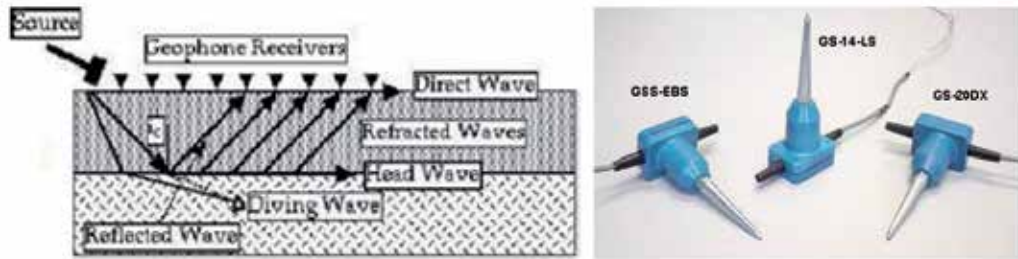 Source
Geophone Receivers
Direct Wave
ic
Refracted Waves
Head Wave
Diving Wave
Reflected Wave
GS-14-LS
GSS-EBS
GS-20DX